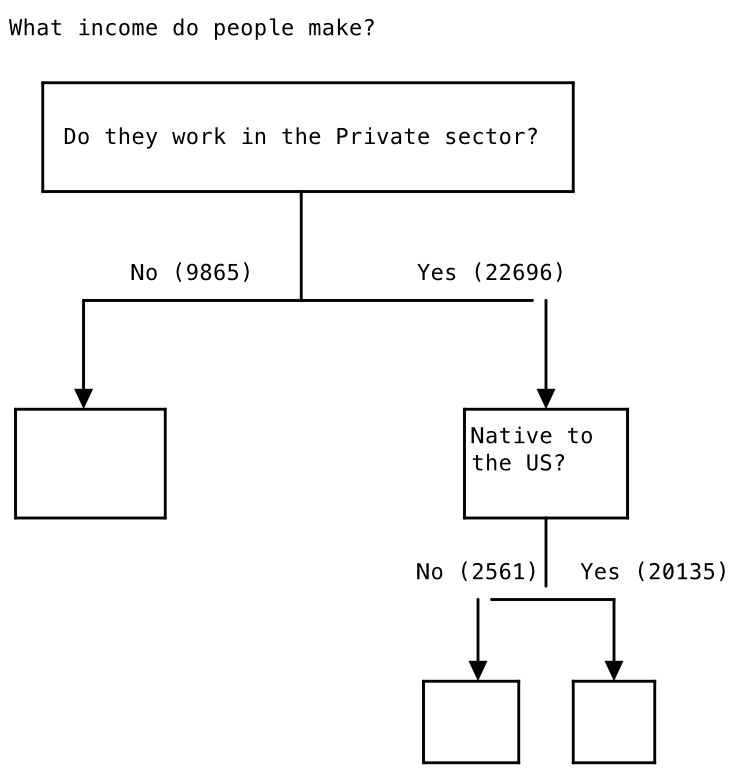 What income do people make?
Do they work in the Private sector?
No (9865)
Yes (22696)
Native to
the US?
No (2561)
Yes (20135)